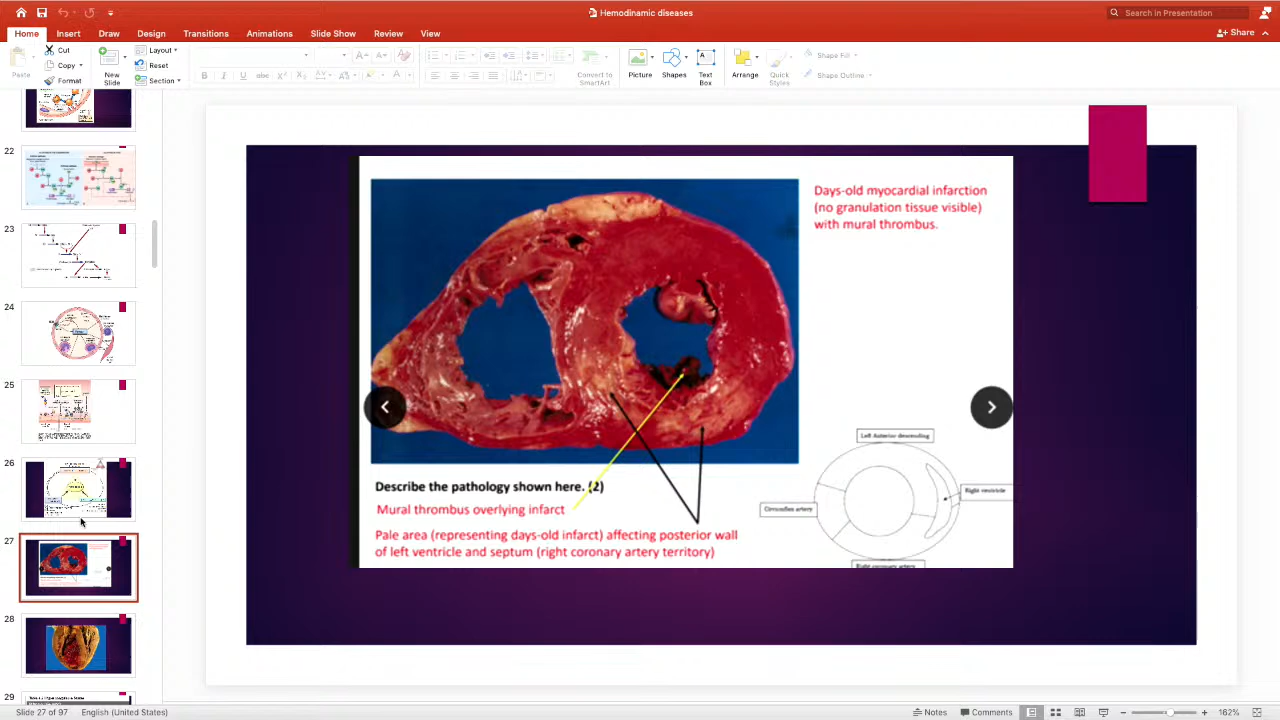 Hemodinamic diseases
Search in Presentation
Home Insert Draw Design Transitions Animations Slide Show Review View
Share
Paste
Cut
Copy
Format
New
Slide
Layout
Reset
Section
B I U abc
Convert to
SmartArt
Picture
Shapes
Text
Box
Arrange
Quick
Styles
Shape Fill
Shape Outline
22
23
24
25
26
27
28
29
Days-old myocardial infarction
(no granulation tissue visible)
with mural thrombus.
Describe the pathology shown here. (2)
Mural thrombus overlying infarct
Pale area (representing days-old infarct) affecting posterior wall
of left ventricle and septum (right coronary artery territory)
Left Anterior descending
Right ventricle
Circumflex artery
Right coronary artery
Slide 27 of 97 English (United States)
Notes Comments
162%